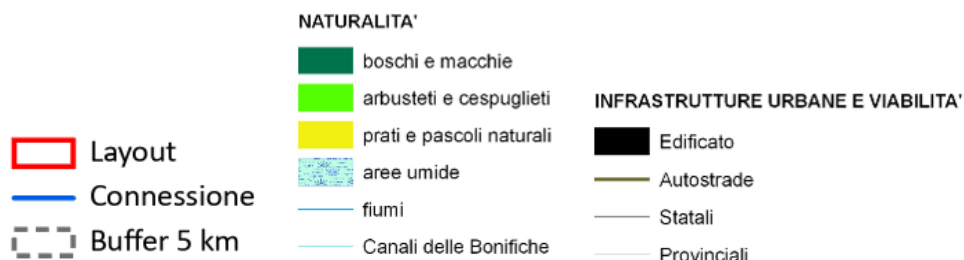 Layout
Connessione
Buffer 5 km
NATURALITA'
boschi e macchie
arbusteti e cespuglieti
prati e pascoli naturali
aree umide
fiumi
Canali delle Bonifiche
INFRASTRUTTURE URBANE E VIABILITA'
Edificato
Autostrade
Statali
Provinciali